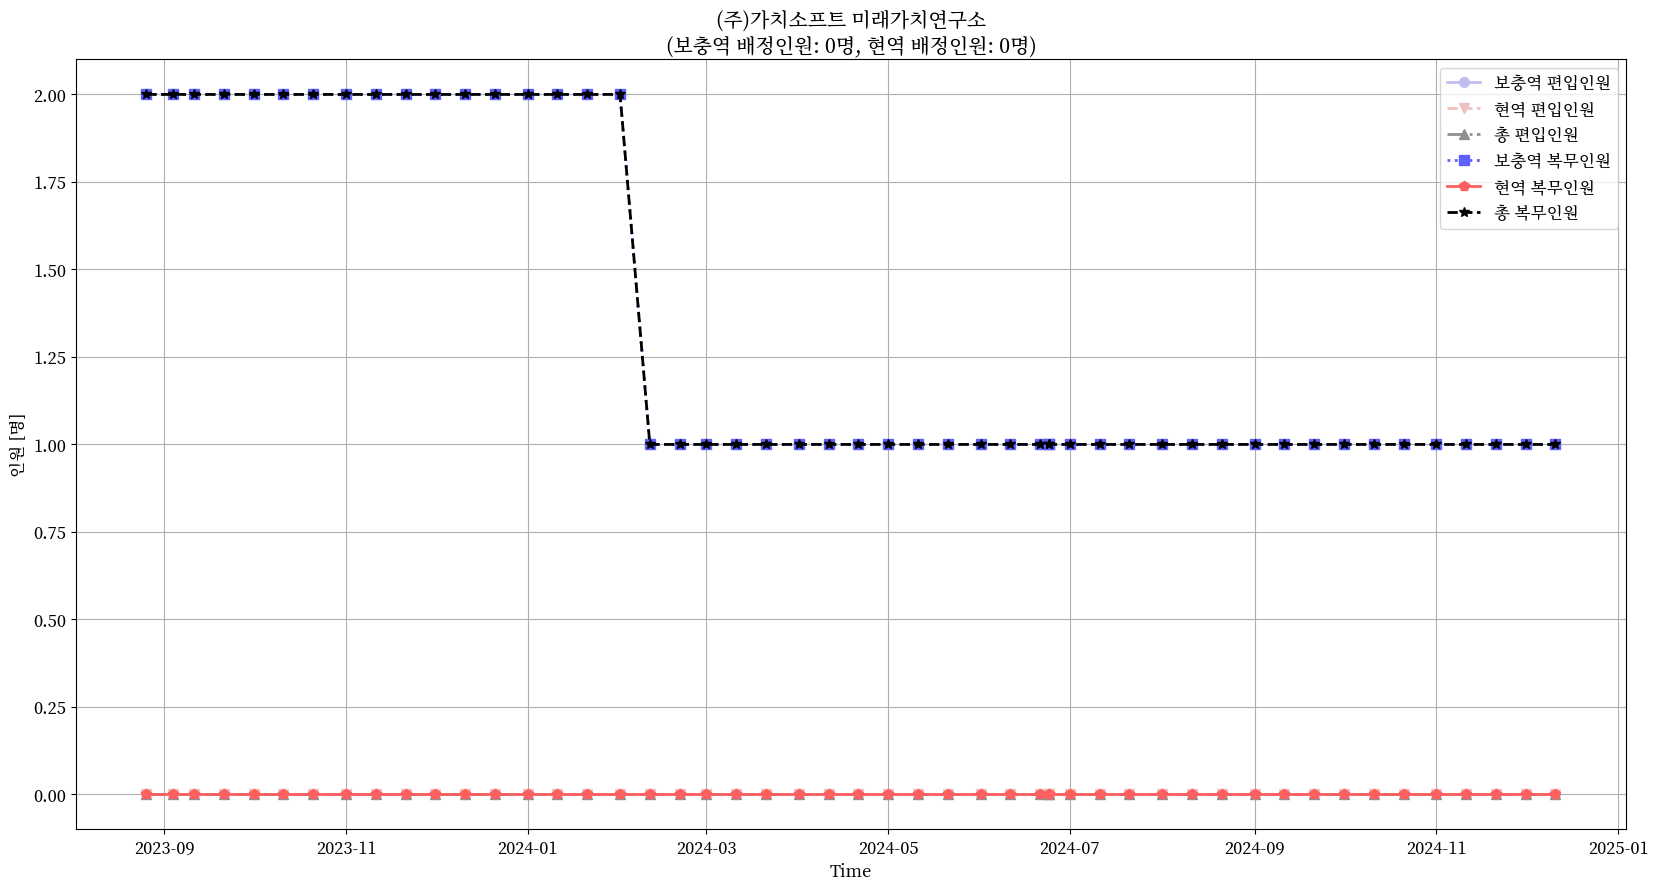 (주)가치소프트 미래가치연구소
(보충역 배정인원: 0명, 현역 배정인원: 0명)
보충역 편입인원
현역 편입인원
총 편입인원
보충역 복무인원
현역 복무인원
총 복무인원
2.00
1.75
1.50
1.25
1.00
0.75
0.50
0.25
0.00
인원 [명]
2023-09 2023-11 2024-01 2024-03 2024-05 2024-07 2024-09 2024-11 2025-01
Time